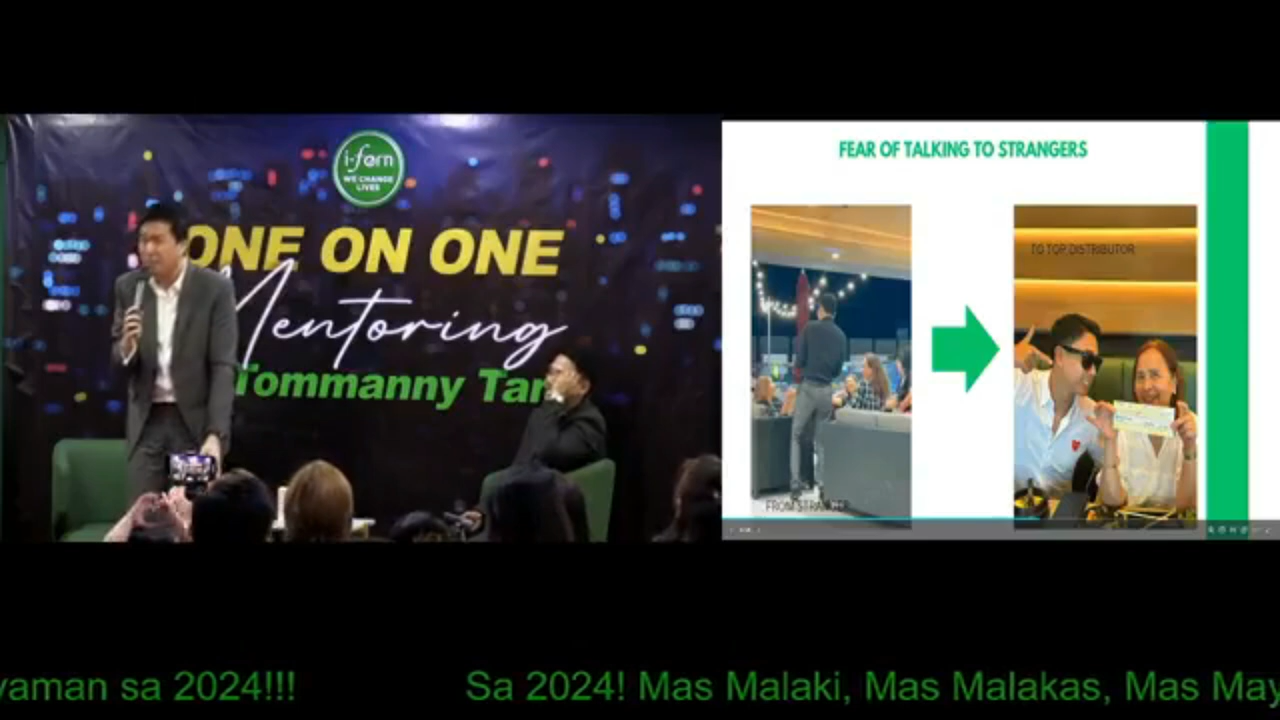 i-fern
WE CHANGE
LIVES
ONE ON ONE
Mentoring
Tommanny Tan
FEAR OF TALKING TO STRANGERS
TO TOP DISTRIBUTOR
FROM STRANGER
yaman sa 2024!!!
Sa 2024! Mas Malaki, Mas Malakas, Mas May